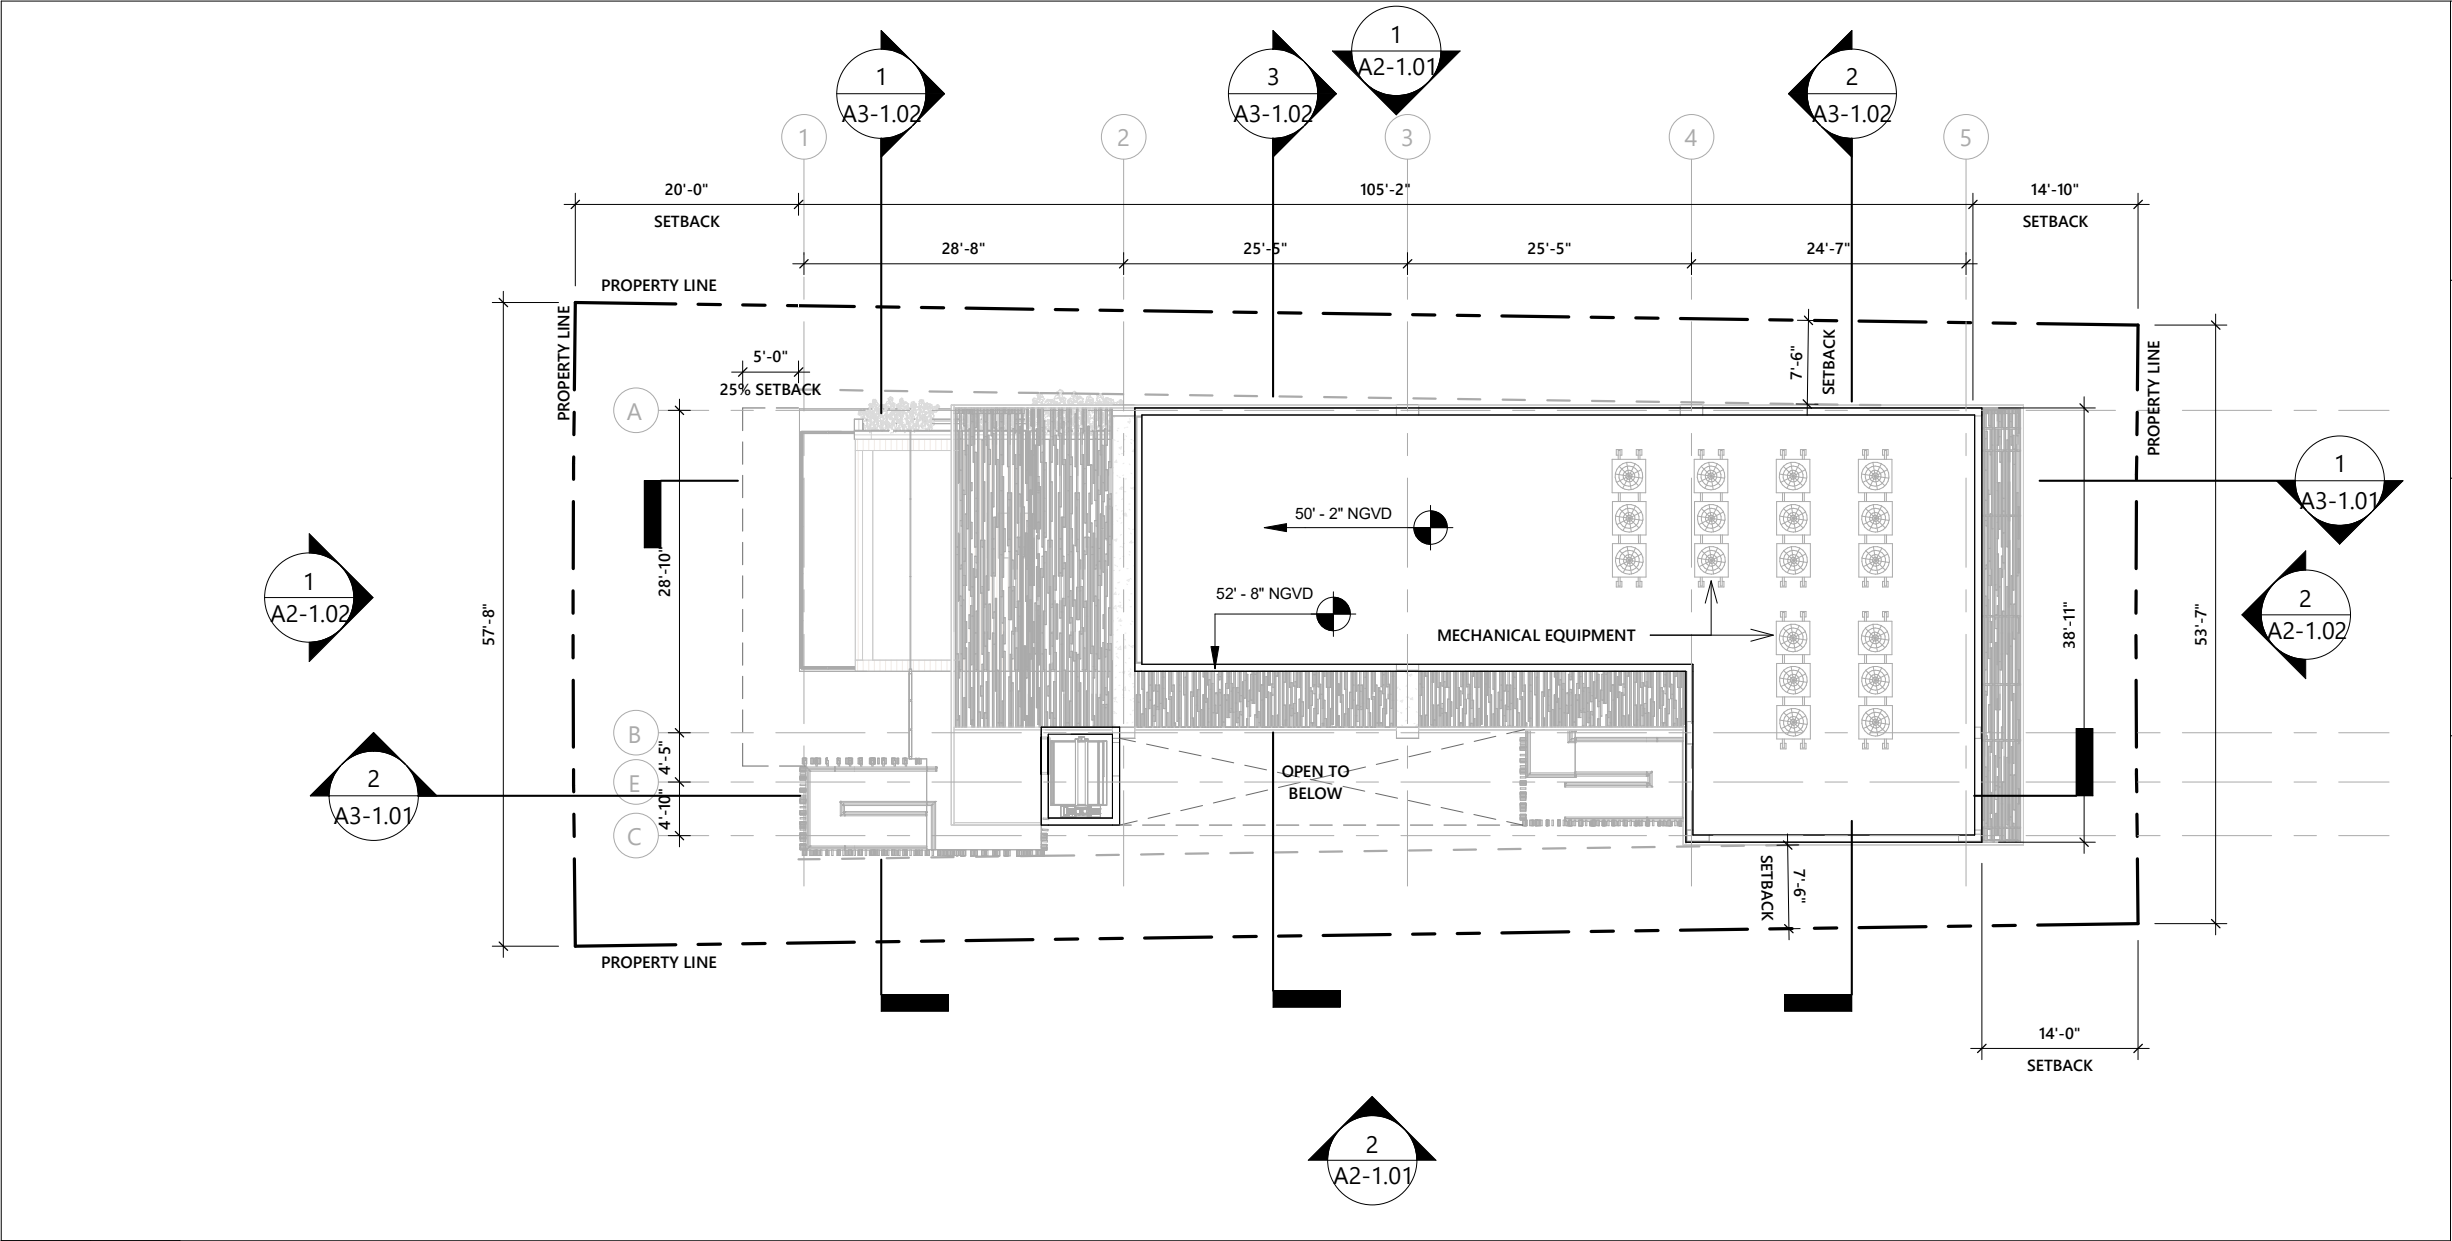 1
A3-1.02
3
A3-1.02
1
A2-1.01
2
A3-1.02
1
2
3
4
5
20'-0"
SETBACK
105'-2"
14'-10"
SETBACK
28'-8"
25'-5"
25'-5"
24'-7"
PROPERTY LINE
PROPERTY LINE
5'-0"
25% SETBACK
7'-6"
SETBACK
PROPERTY LINE
A
1
A3-1.01
50' - 2" NGVD
52' - 8" NGVD
28'-10"
1
A2-1.02
57'-8"
MECHANICAL EQUIPMENT
38'-11"
53'-7"
2
A2-1.02
B
4'-5"
E
4'-10"
C
2
A3-1.01
OPEN TO
BELOW
SETBACK
7'-6"
PROPERTY LINE
14'-0"
SETBACK
2
A2-1.01